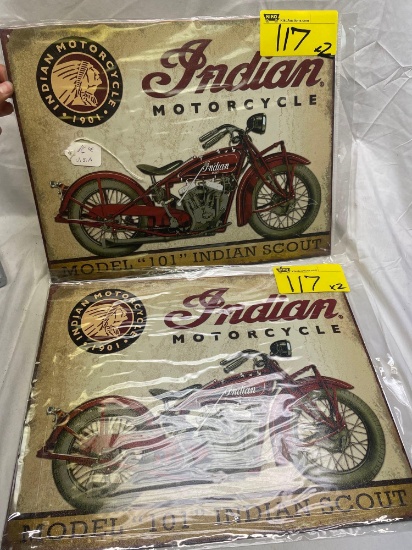 117 x2
INDIAN MOTORCYCLE
1901
Indian
MOTORCYCLE
Indian
MODEL "101" INDIAN SCOUT
117 x2
INDIAN MOTORCYCLE
1901
Indian
MOTORCYCLE
Indian
MODEL "101" INDIAN SCOUT